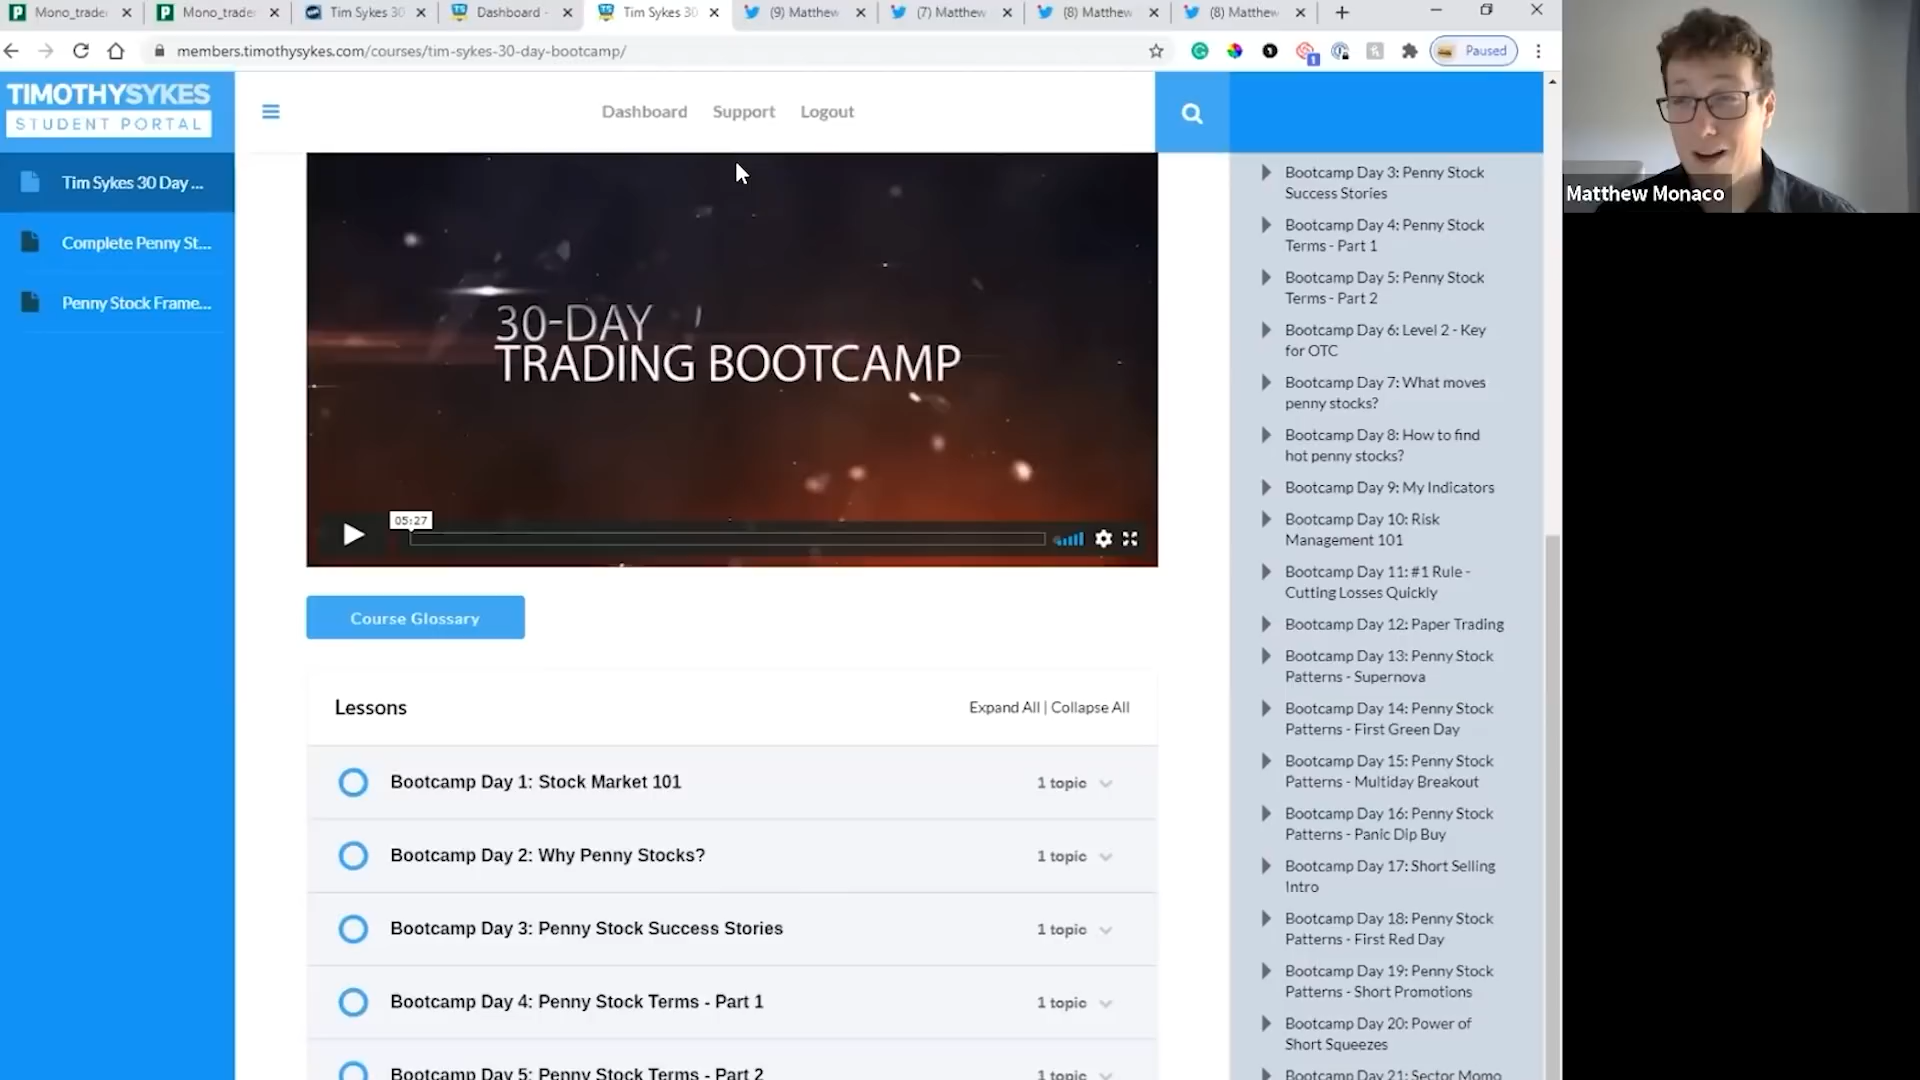 Mono_trader
Mono_trader
Tim Sykes 30
Dashboard -
Tim Sykes 30
(9) Matthew
(7) Matthew
(8) Matthew
(8) Matthew
members.timothysykes.com/courses/tim-sykes-30-day-bootcamp/
1
Paused
TIMOTHYSYKES
STUDENT PORTAL
Dashboard
Support
Logout
Tim Sykes 30 Day ...
Complete Penny St...
Penny Stock Frame...
30-DAY
TRADING BOOTCAMP
05:27
Course Glossary
Lessons
Expand All | Collapse All
Bootcamp Day 1: Stock Market 101
1 topic
Bootcamp Day 2: Why Penny Stocks?
1 topic
Bootcamp Day 3: Penny Stock Success Stories
1 topic
Bootcamp Day 4: Penny Stock Terms - Part 1
1 topic
Bootcamp Day 5: Penny Stock Terms - Part 2
1 topic
Bootcamp Day 3: Penny Stock
Success Stories
Bootcamp Day 4: Penny Stock
Terms - Part 1
Bootcamp Day 5: Penny Stock
Terms - Part 2
Bootcamp Day 6: Level 2 - Key
for OTC
Bootcamp Day 7: What moves
penny stocks?
Bootcamp Day 8: How to find
hot penny stocks?
Bootcamp Day 9: My Indicators
Bootcamp Day 10: Risk
Management 101
Bootcamp Day 11: #1 Rule -
Cutting Losses Quickly
Bootcamp Day 12: Paper Trading
Bootcamp Day 13: Penny Stock
Patterns - Supernova
Bootcamp Day 14: Penny Stock
Patterns - First Green Day
Bootcamp Day 15: Penny Stock
Patterns - Multiday Breakout
Bootcamp Day 16: Penny Stock
Patterns - Panic Dip Buy
Bootcamp Day 17: Short Selling
Intro
Bootcamp Day 18: Penny Stock
Patterns - First Red Day
Bootcamp Day 19: Penny Stock
Patterns - Short Promotions
Bootcamp Day 20: Power of
Short Squeezes
Bootcamp Day 21: Sector Momo
Matthew Monaco